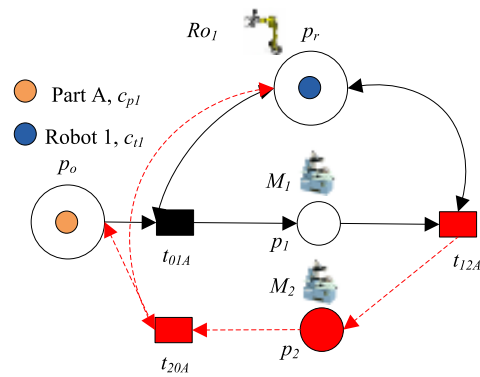 Ro1
pr
Part A, cp1
Robot 1, ct1
po
M1
p1
t01A
t12A
M2
p2
t20A